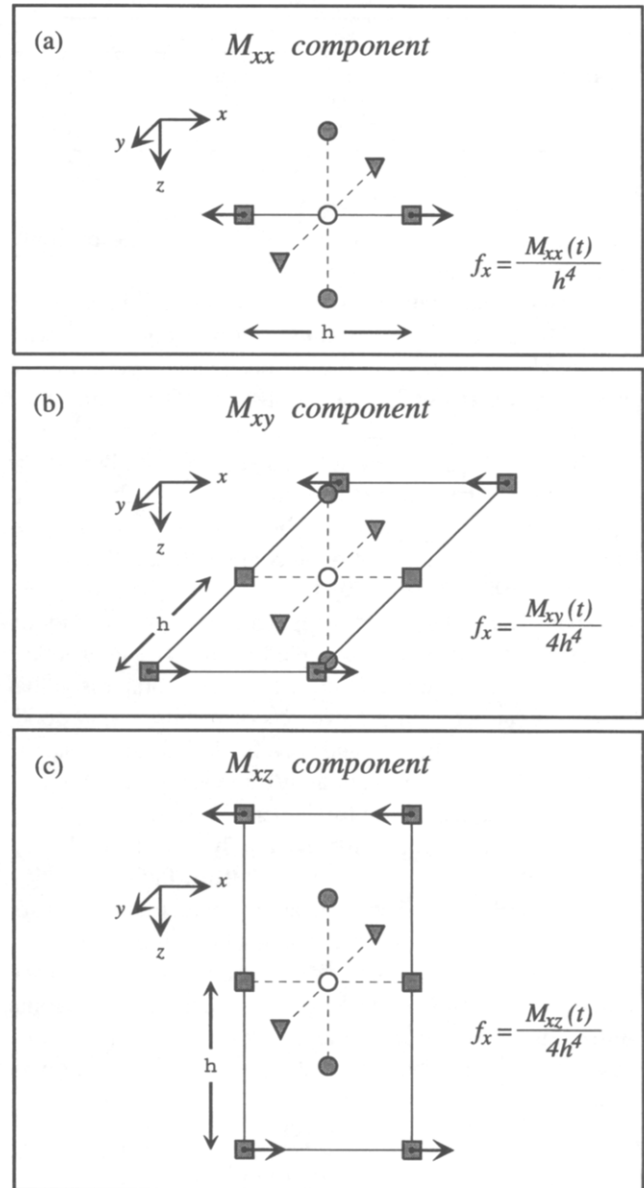 (a)
M_xx component
x
y
z
f_x = M_xx(t) / h^4
h
(b)
M_xy component
x
y
z
h
f_x = M_xy(t) / 4h^4
(c)
M_xz component
x
y
z
h
f_x = M_xz(t) / 4h^4